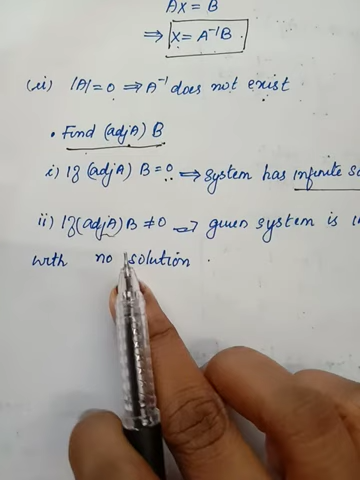 AX = B
⇒ X = A⁻¹B
(ii) |A| = 0 ⇒ A⁻¹ does not exist
• Find (adjA) B
i) If (adjA) B = 0 ⇒ System has infinite
ii) If (adjA) B ≠ 0 → given system is
with no solution.